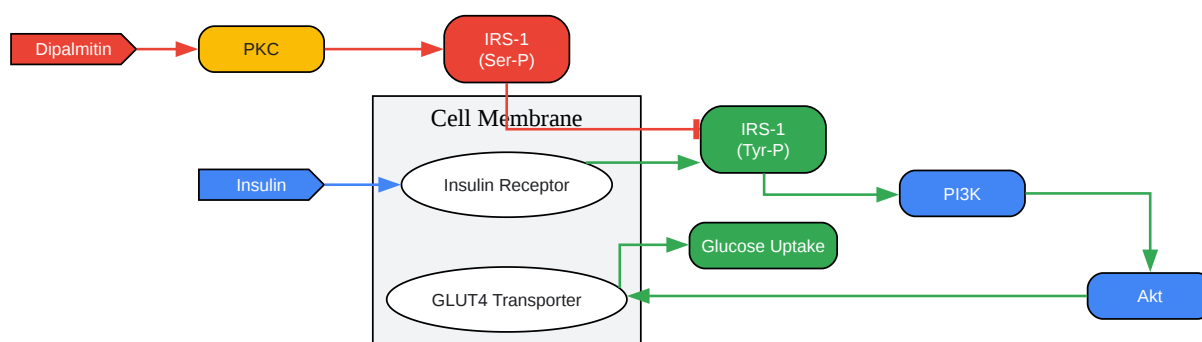 Dipalmitin
PKC
IRS-1
(Ser-P)
Cell Membrane
IRS-1
(Tyr-P)
Insulin
Insulin Receptor
PI3K
Glucose Uptake
GLUT4 Transporter
Akt